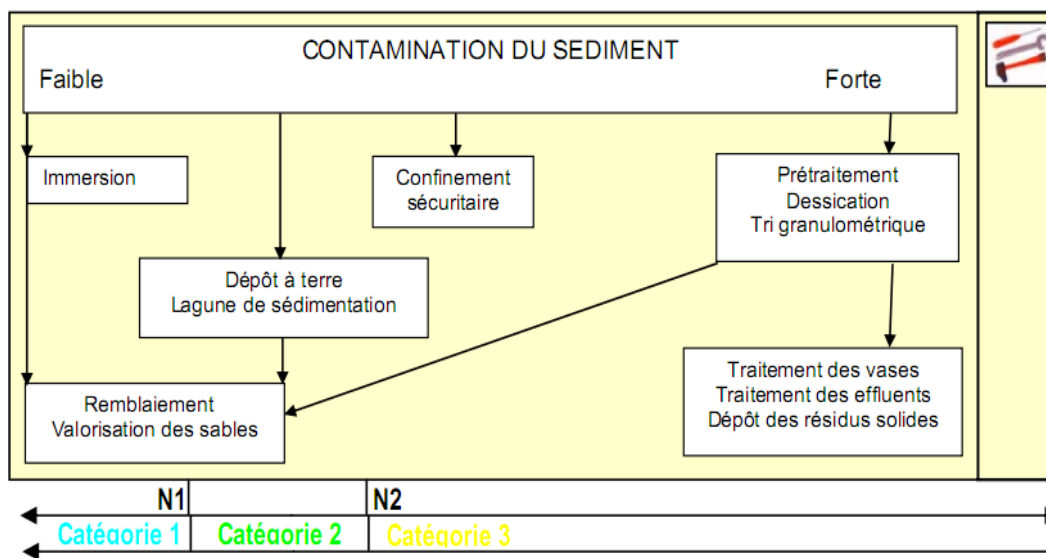 CONTAMINATION DU SEDIMENT
Faible
Forte
Immersion
Confinement
sécuritaire
Prétraitement
Dessication
Tri granulométrique
Dépôt à terre
Lagune de sédimentation
Remblaiement
Valorisation des sables
Traitement des vases
Traitement des effluents
Dépôt des résidus solides
N1
N2
Catégorie 1
Catégorie 2
Catégorie 3